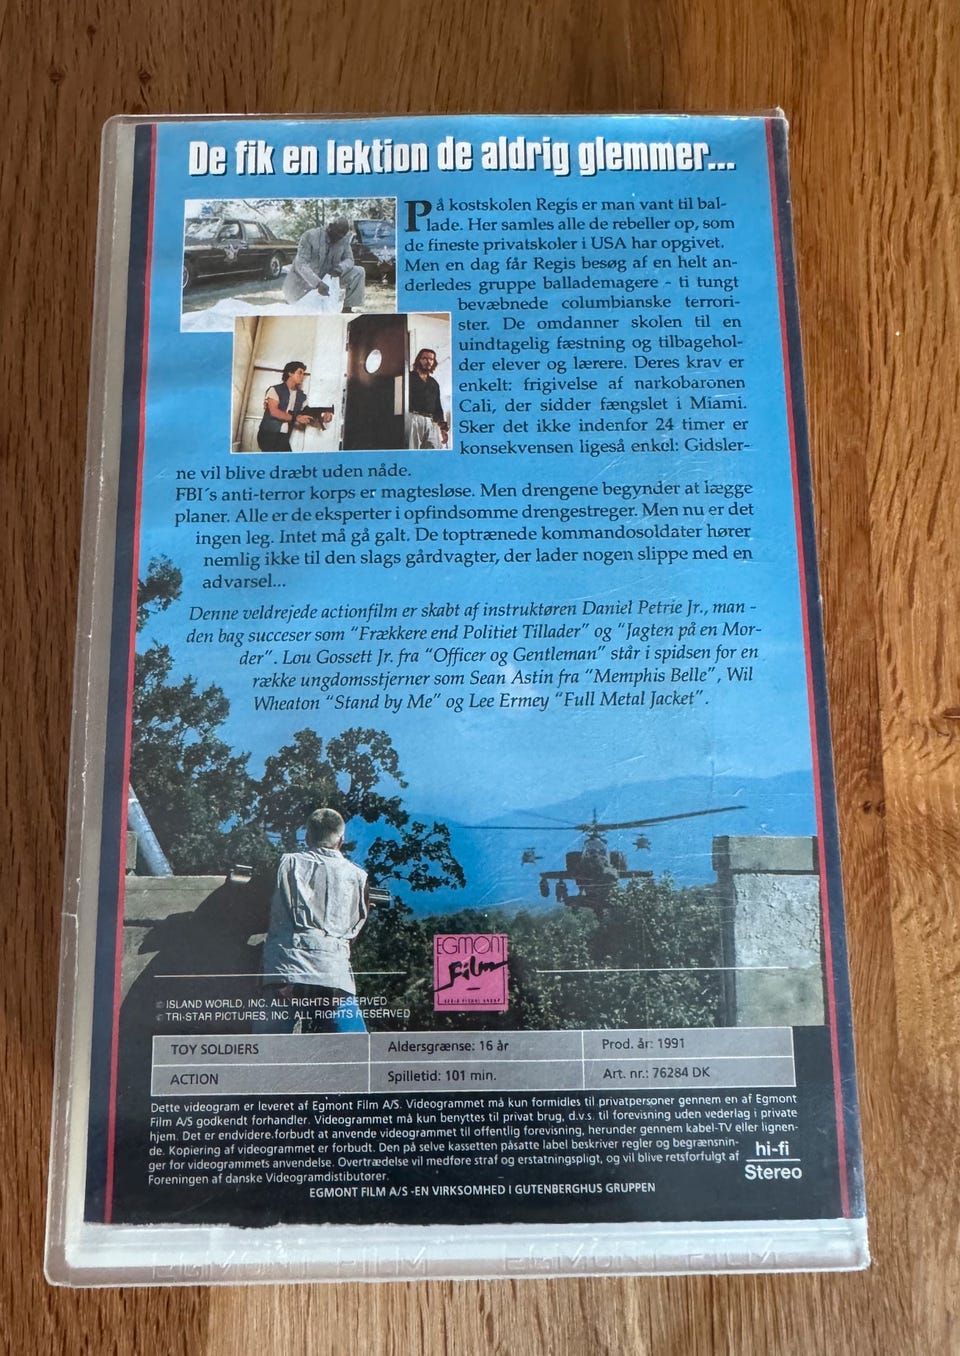 De fik en lektion de aldrig glemmer...
På kostskolen Regis er man vant til bal-
lade. Her samles alle de rebeller op, som
de fineste privatskoler i USA har opgivet.
Men en dag får Regis besøg af en helt an-
derledes gruppe ballademagere - ti tungt
bevæbnede columbianske terrori-
ster. De omdanner skolen til en
uindtagelig fæstning og tilbagehol-
der elever og lærere. Deres krav er
enkelt: frigivelse af narkobaronen
Cali, der sidder fængslet i Miami.
Sker det ikke indenfor 24 timer er
konsekvensen ligeså enkel: Gidsler-
ne vil blive dræbt uden nåde.
FBI´s anti-terror korps er magtesløse. Men drengene begynder at lægge
planer. Alle er de eksperter i opfindsomme drengestreger. Men nu er det
ingen leg. Intet må gå galt. De toptrænede kommandosoldater hører
nemlig ikke til den slags gårdvagter, der lader nogen slippe med en
advarsel...
Denne veldrejede actionfilm er skabt af instruktøren Daniel Petrie Jr., man -
den bag succeser som "Frækkere end Politiet Tillader" og "Jagten på en Mor-
der". Lou Gossett Jr. fra "Officer og Gentleman" står i spidsen for en
række ungdomsstjerner som Sean Astin fra "Memphis Belle", Wil
Wheaton "Stand by Me" og Lee Ermey "Full Metal Jacket".
EGMONT
Film
© ISLAND WORLD, INC. ALL RIGHTS RESERVED
© TRI-STAR PICTURES, INC. ALL RIGHTS RESERVED
TOY SOLDIERS Aldersgrænse: 16 år Prod. år: 1991
ACTION Spilletid: 101 min. Art. nr.: 76284 DK
Dette videogram er leveret af Egmont Film A/S. Videogrammet må kun formidles til privatpersoner gennem en af Egmont
Film A/S godkendt forhandler. Videogrammet må kun benyttes til privat brug, d.v.s. til forevisning uden vederlag i private
hjem. Det er endvidere.forbudt at anvende videogrammet til offentlig forevisning, herunder gennem kabel-TV eller lignen-
de. Kopiering af videogrammet er forbudt. Den på selve kassetten påsatte label beskriver regler og begrænsnin-
ger for videogrammets anvendelse. Overtrædelse vil medføre straf og erstatningspligt, og vil blive retsforfulgt af
Foreningen af danske Videogramdistibutører.
hi-fi
Stereo
EGMONT FILM A/S -EN VIRKSOMHED I GUTENBERGHUS GRUPPEN
EGMONT FILM EGMONT FILM